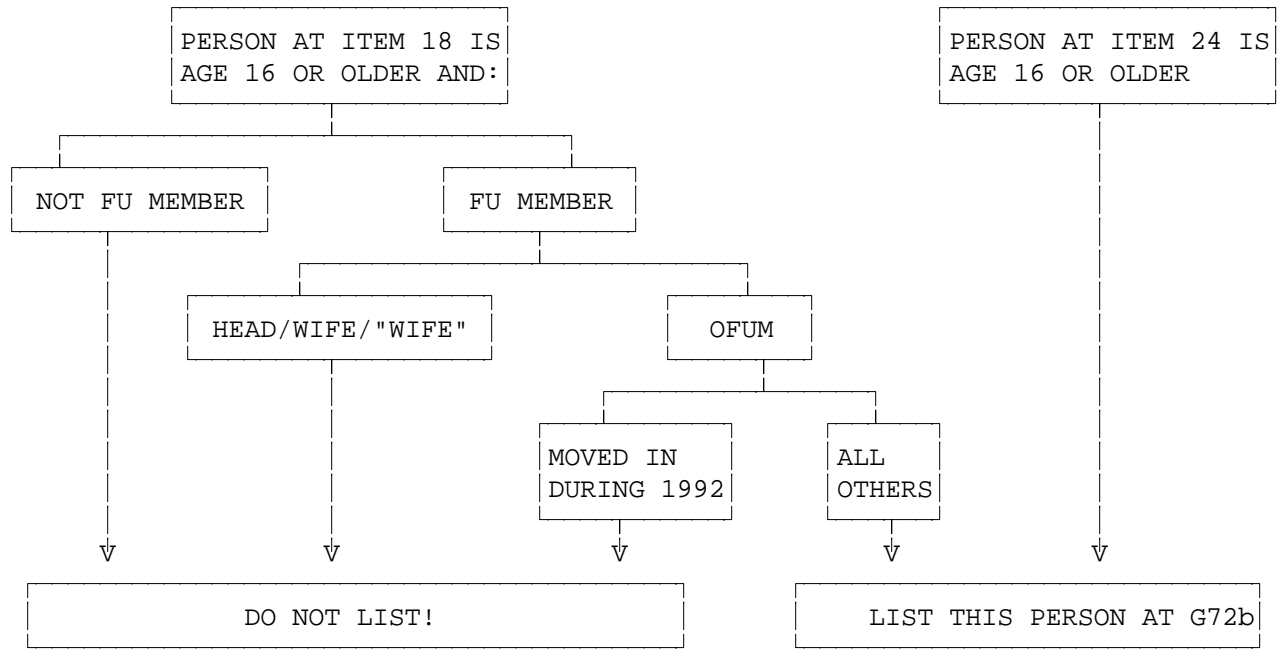 PERSON AT ITEM 18 IS
AGE 16 OR OLDER AND:
PERSON AT ITEM 24 IS
AGE 16 OR OLDER
NOT FU MEMBER
FU MEMBER
HEAD/WIFE/"WIFE"
OFUM
MOVED IN
DURING 1992
ALL
OTHERS
DO NOT LIST!
LIST THIS PERSON AT G72b